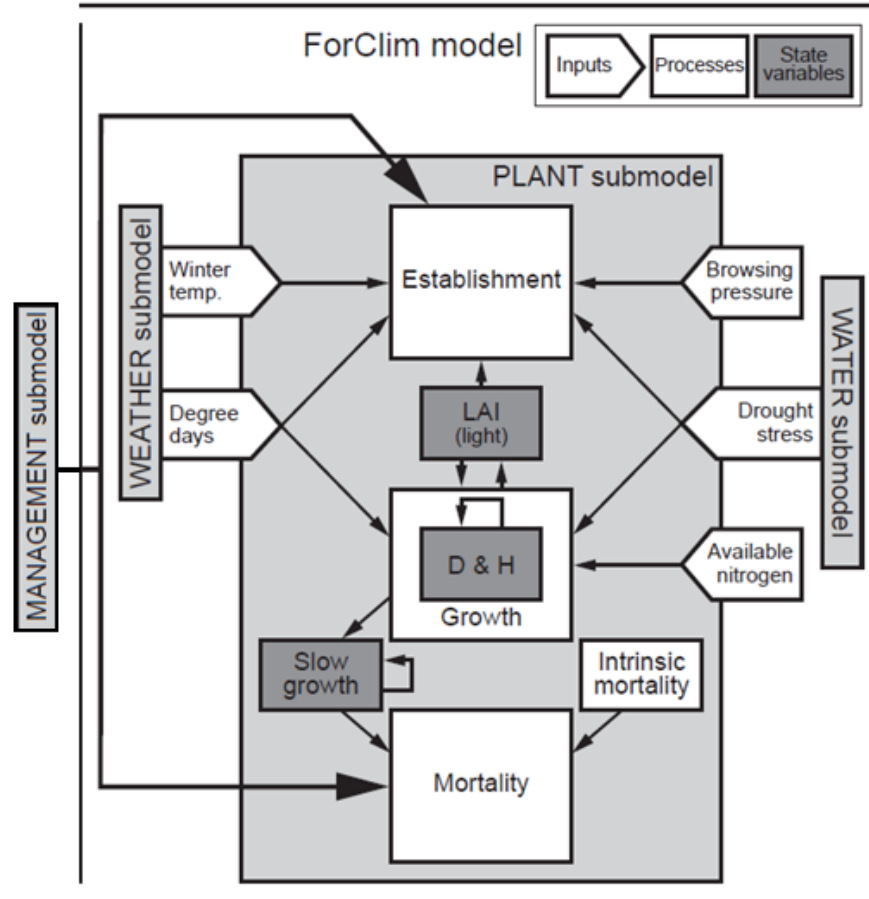 ForClim model
Inputs
Processes
State
variables
PLANT submodel
MANAGEMENT submodel
WEATHER submodel
WATER submodel
Winter
temp.
Establishment
Browsing
pressure
Degree
days
LAI
(light)
Drought
stress
D & H
Growth
Available
nitrogen
Slow
growth
Intrinsic
mortality
Mortality